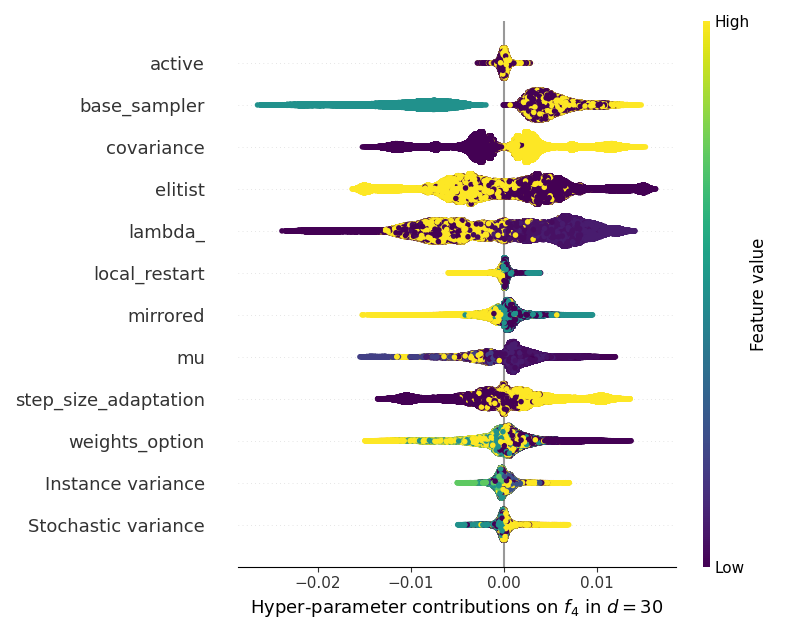 High
active
base_sampler
covariance
elitist
lambda_
local_restart
mirrored
mu
step_size_adaptation
weights_option
Instance variance
Stochastic variance
Feature value
Low
−0.02 −0.01 0.00 0.01
Hyper-parameter contributions on f₄ in d = 30